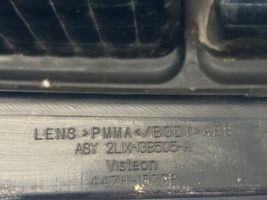 LENS >PMMA</BODY>ABS
ASY 2L1X-13B505-A
Visteon